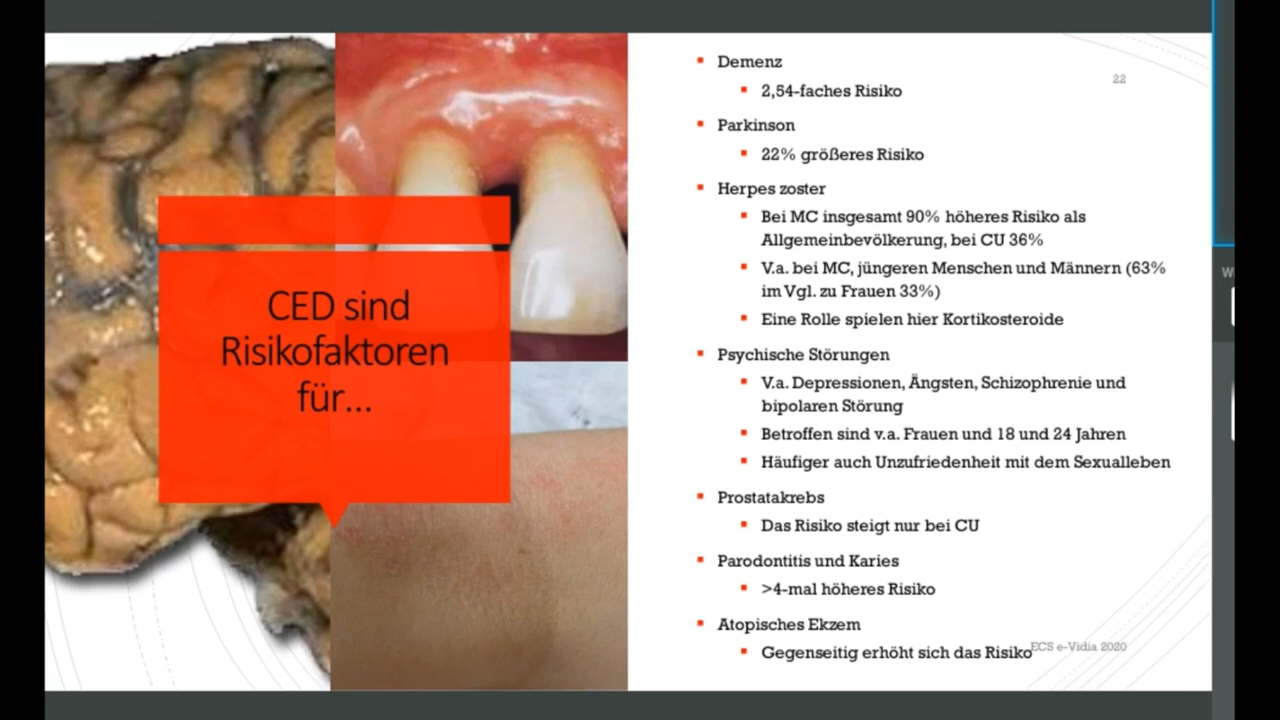 CED sind
Risikofaktoren
für...
22
Demenz
2,54-faches Risiko
Parkinson
22% größeres Risiko
Herpes zoster
Bei MC insgesamt 90% höheres Risiko als
Allgemeinbevölkerung, bei CU 36%
V.a. bei MC, jüngeren Menschen und Männern (63%
im Vgl. zu Frauen 33%)
Eine Rolle spielen hier Kortikosteroide
Psychische Störungen
V.a. Depressionen, Ängsten, Schizophrenie und
bipolaren Störung
Betroffen sind v.a. Frauen und 18 und 24 Jahren
Häufiger auch Unzufriedenheit mit dem Sexualleben
Prostatakrebs
Das Risiko steigt nur bei CU
Parodontitis und Karies
>4-mal höheres Risiko
Atopisches Ekzem
Gegenseitig erhöht sich das Risiko
ECS e-Vidia 2020